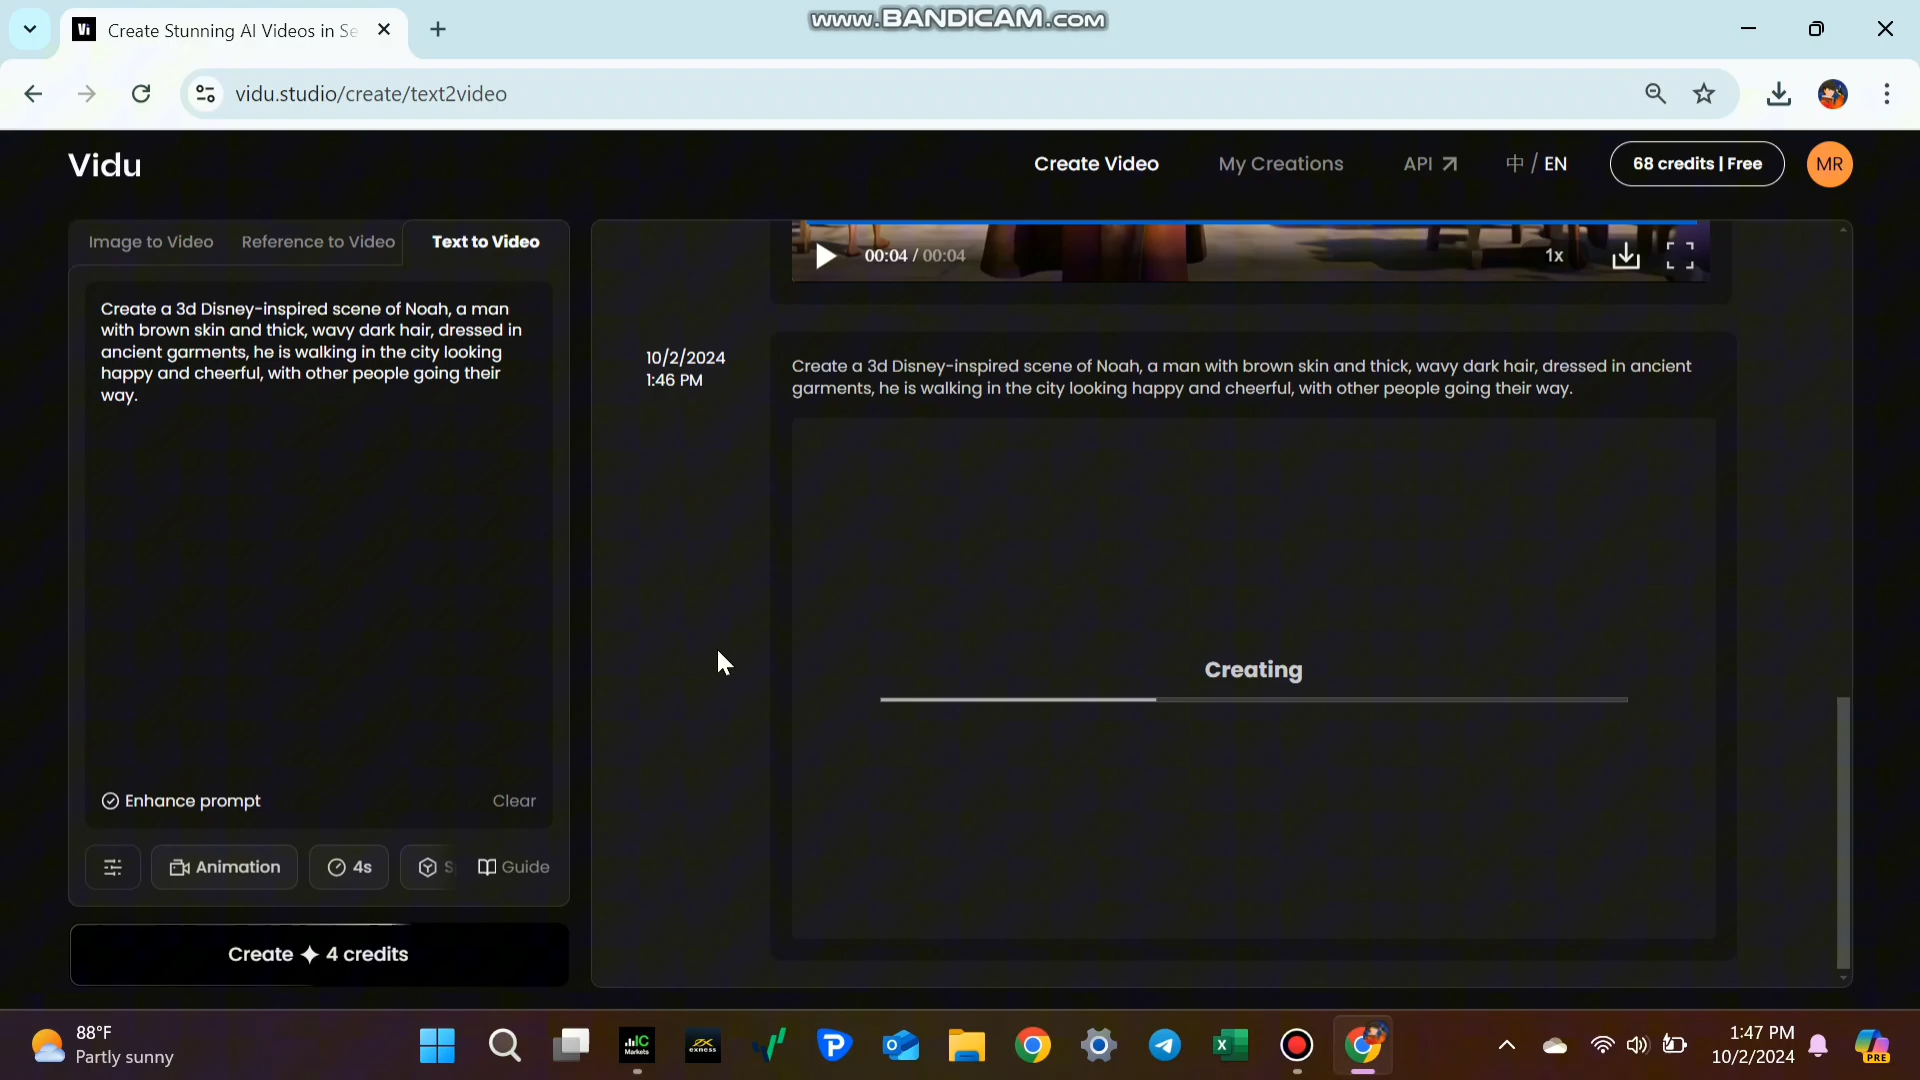 Create Stunning AI Videos in Se
www.BANDICAM.com
vidu.studio/create/text2video
Vidu
Create Video
My Creations
API
中 / EN
68 credits | Free
MR
Image to Video
Reference to Video
Text to Video
Create a 3d Disney-inspired scene of Noah, a man
with brown skin and thick, wavy dark hair, dressed in
ancient garments, he is walking in the city looking
happy and cheerful, with other people going their
way.
Enhance prompt
Clear
Animation
4s
S
Guide
Create ✦ 4 credits
00:04 / 00:04
1x
10/2/2024
1:46 PM
Create a 3d Disney-inspired scene of Noah, a man with brown skin and thick, wavy dark hair, dressed in ancient
garments, he is walking in the city looking happy and cheerful, with other people going their way.
Creating
88°F
Partly sunny
IC
Markets
exness
1:47 PM
10/2/2024
PRE